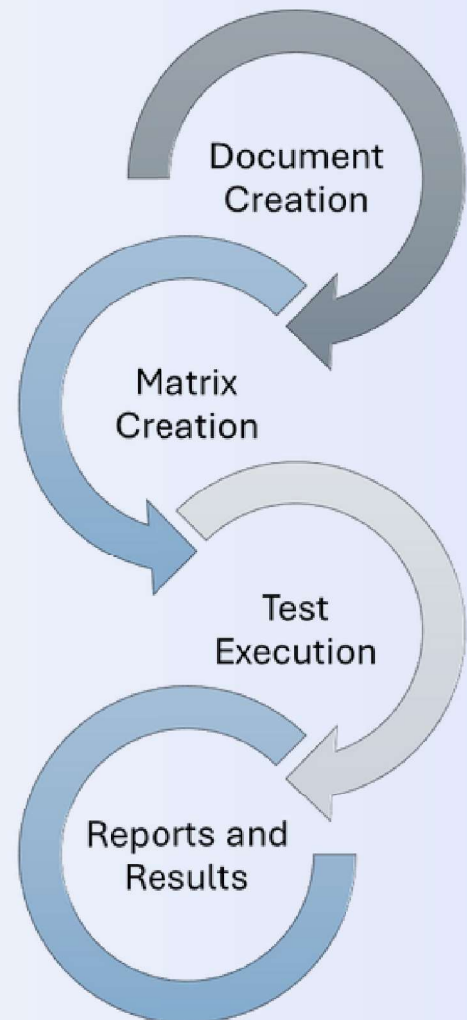 Document
Creation
Matrix
Creation
Test
Execution
Reports and
Results